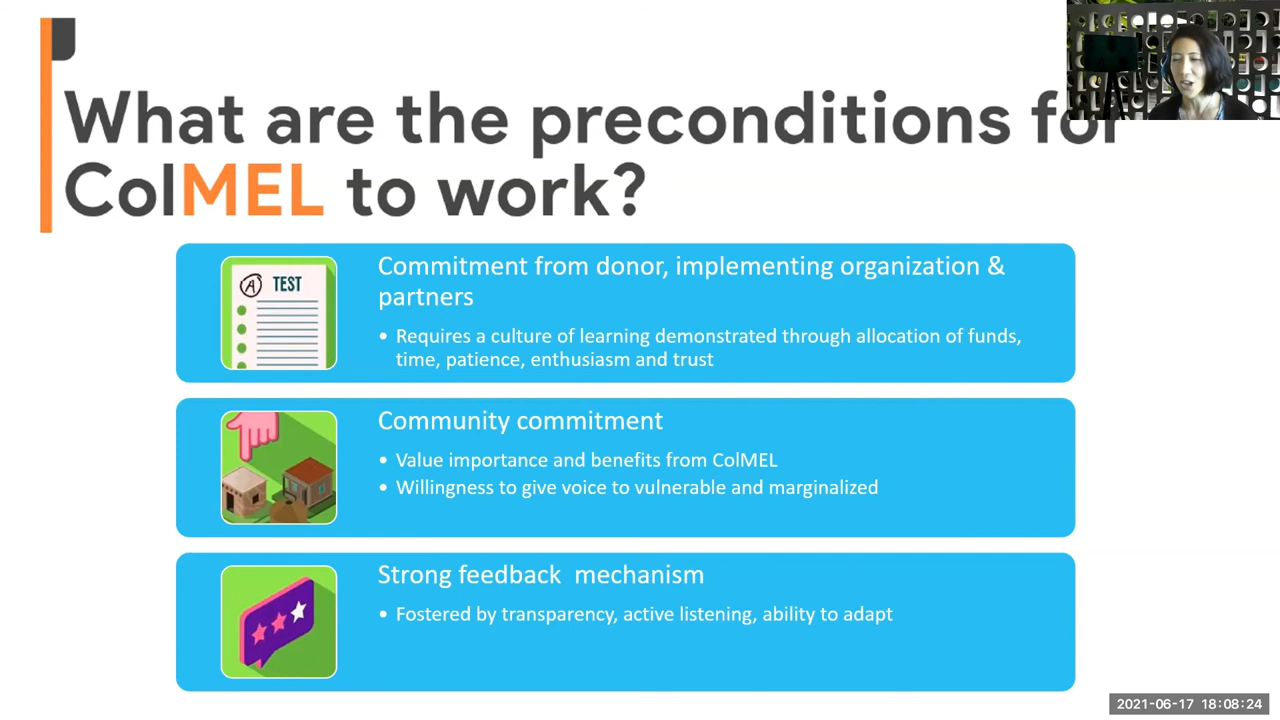 What are the preconditions for
ColMEL to work?
TEST
Commitment from donor, implementing organization &
partners
• Requires a culture of learning demonstrated through allocation of funds,
time, patience, enthusiasm and trust
Community commitment
• Value importance and benefits from ColMEL
• Willingness to give voice to vulnerable and marginalized
Strong feedback  mechanism
• Fostered by transparency, active listening, ability to adapt
2021-06-17 18:08:24